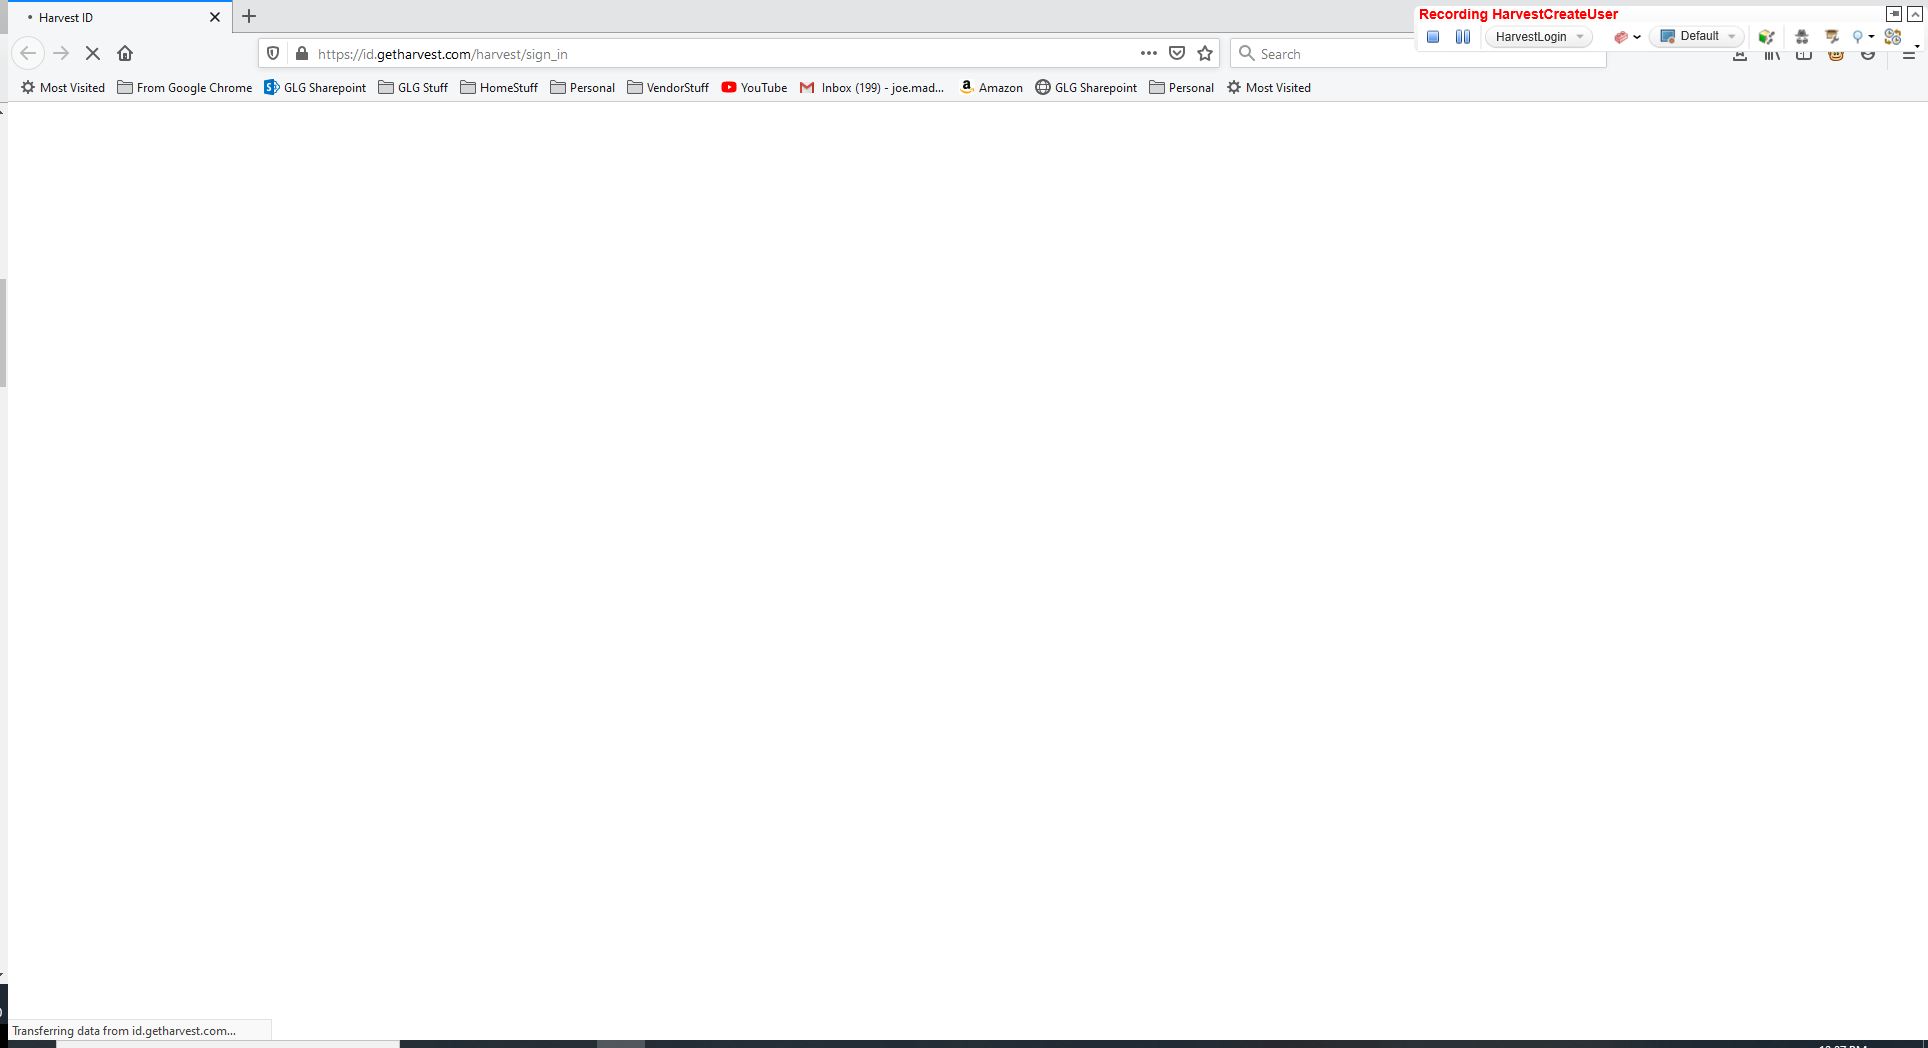 Harvest ID
Recording HarvestCreateUser
HarvestLogin
Default
https://id.getharvest.com/harvest/sign_in
Search
Most Visited
From Google Chrome
GLG Sharepoint
GLG Stuff
HomeStuff
Personal
VendorStuff
YouTube
Inbox (199) - joe.mad...
Amazon
GLG Sharepoint
Personal
Most Visited
Transferring data from id.getharvest.com...